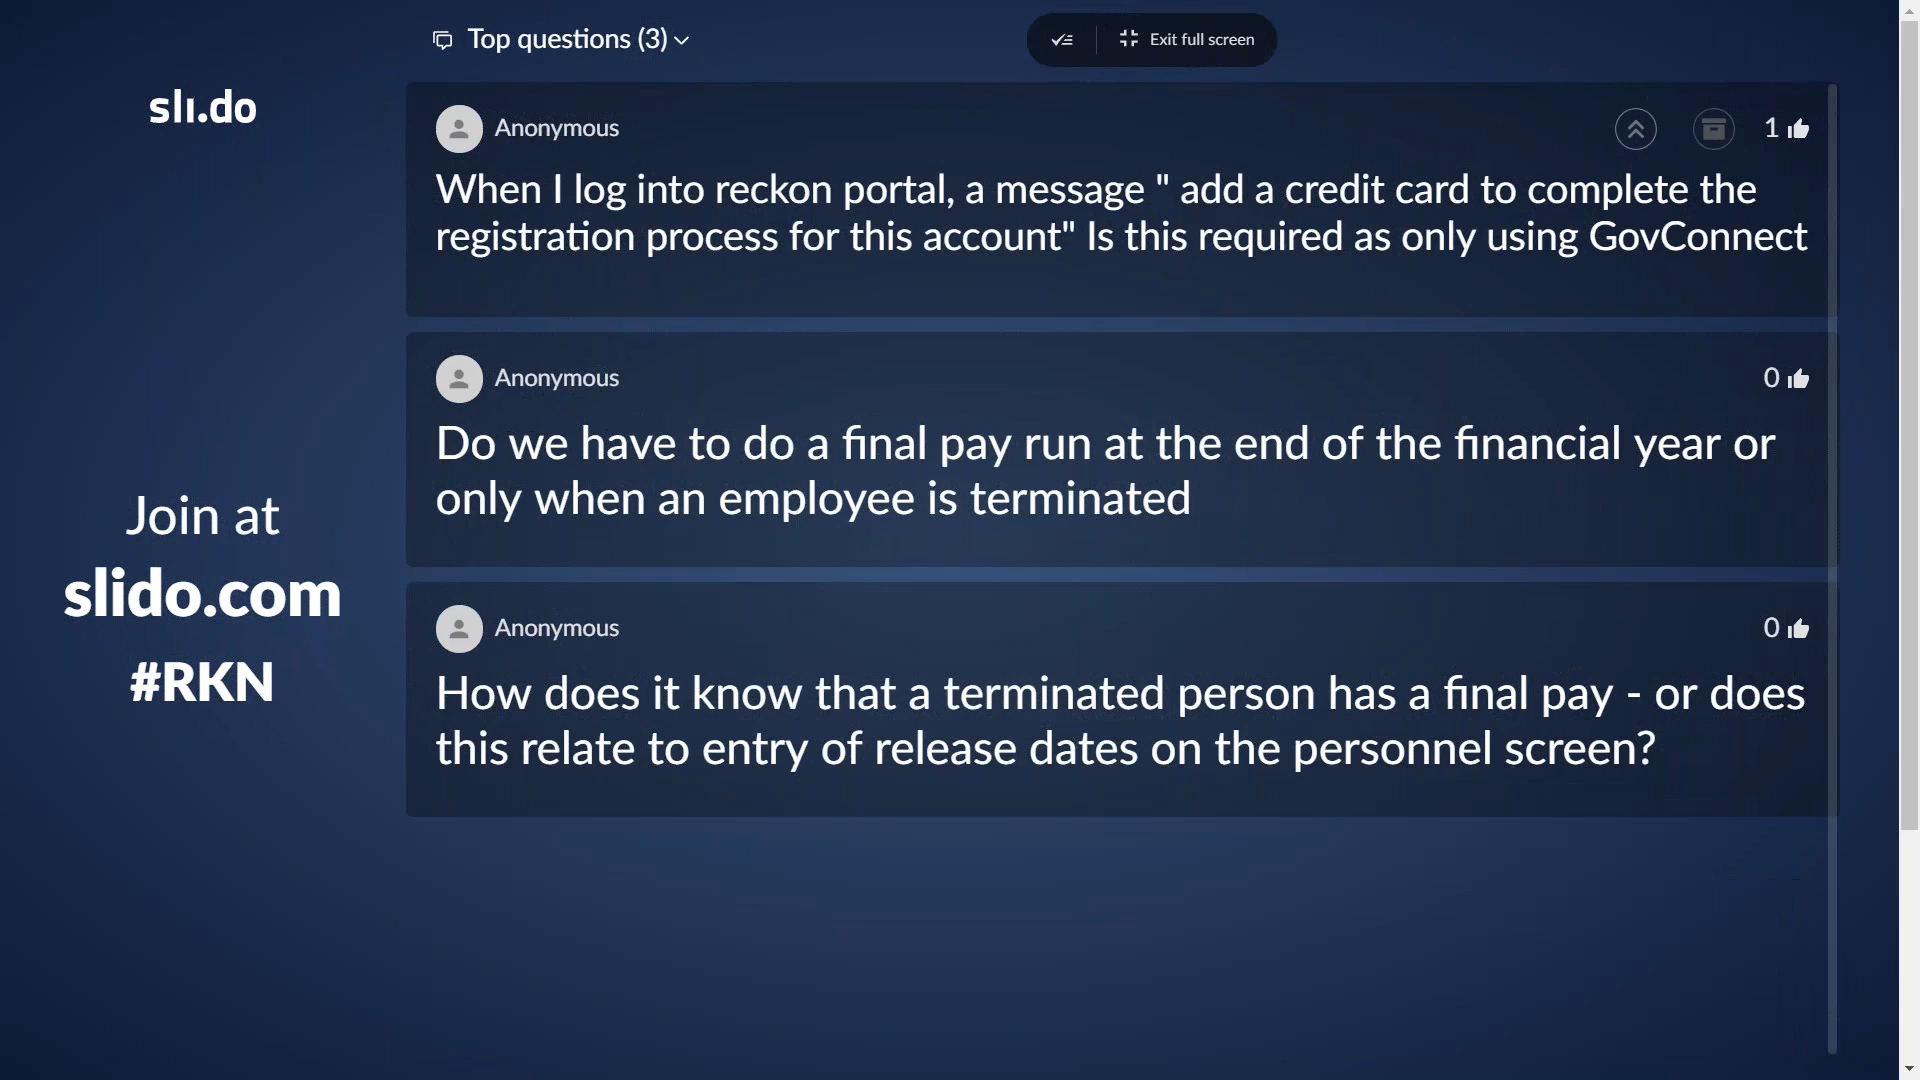 Top questions (3)
Exit full screen
sli.do
Anonymous
1
When I log into reckon portal, a message " add a credit card to complete the
registration process for this account" Is this required as only using GovConnect
Anonymous
0
Do we have to do a final pay run at the end of the financial year or
only when an employee is terminated
Join at
slido.com
#RKN
Anonymous
0
How does it know that a terminated person has a final pay - or does
this relate to entry of release dates on the personnel screen?